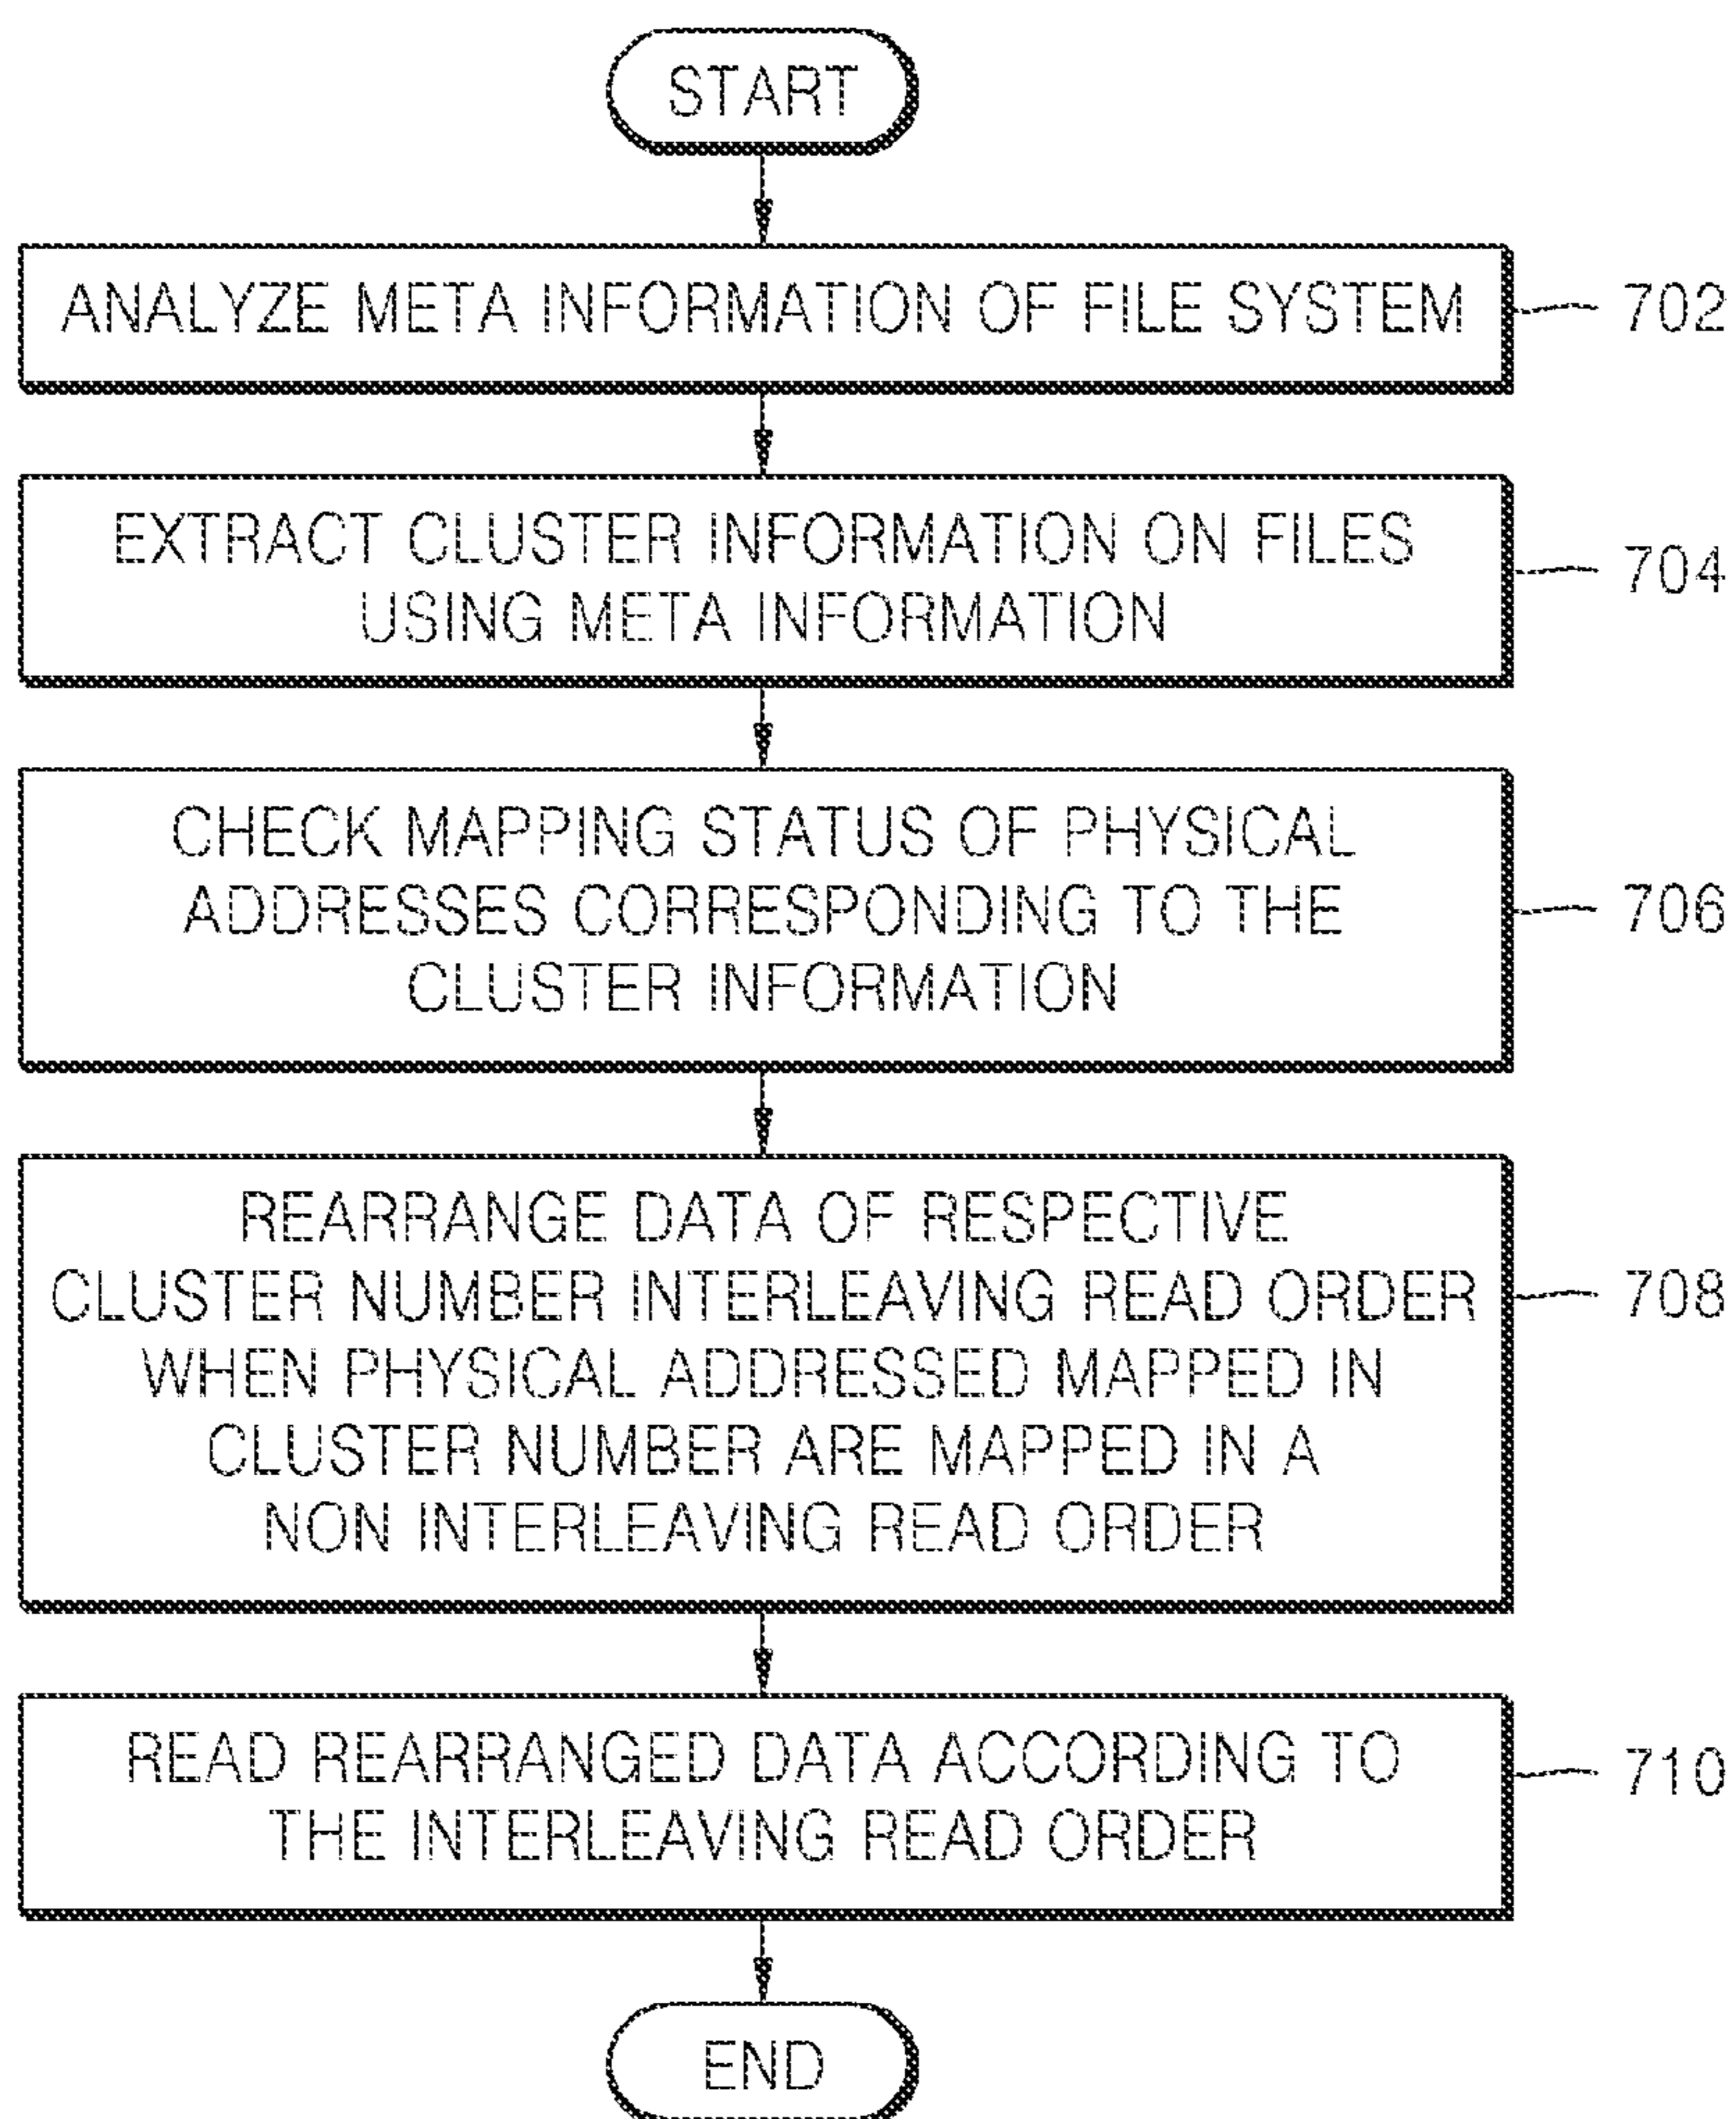 START
ANALYZE META INFORMATION OF FILE SYSTEM
702
EXTRACT CLUSTER INFORMATION ON FILES
USING META INFORMATION
704
CHECK MAPPING STATUS OF PHYSICAL
ADDRESSES CORRESPONDING TO THE
CLUSTER INFORMATION
706
REARRANGE DATA OF RESPECTIVE
CLUSTER NUMBER INTERLEAVING READ ORDER
WHEN PHYSICAL ADDRESSED MAPPED IN
CLUSTER NUMBER ARE MAPPED IN A
NON INTERLEAVING READ ORDER
708
READ REARRANGED DATA ACCORDING TO
THE INTERLEAVING READ ORDER
710
END